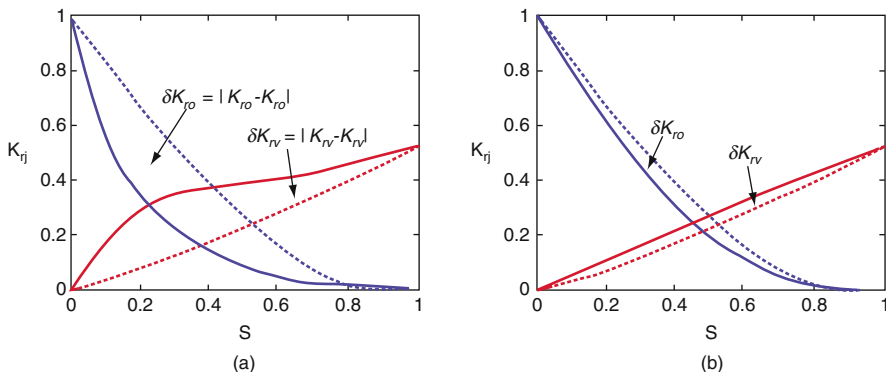 1
0.8
0.6
0.4
0.2
0
K_rj
δK_ro = | K_ro-K_ro|
δK_rv = | K_rv-K_rv|
0 0.2 0.4 0.6 0.8 1
S
(a)
1
0.8
0.6
0.4
0.2
0
K_rj
δK_ro
δK_rv
0 0.2 0.4 0.6 0.8 1
S
(b)